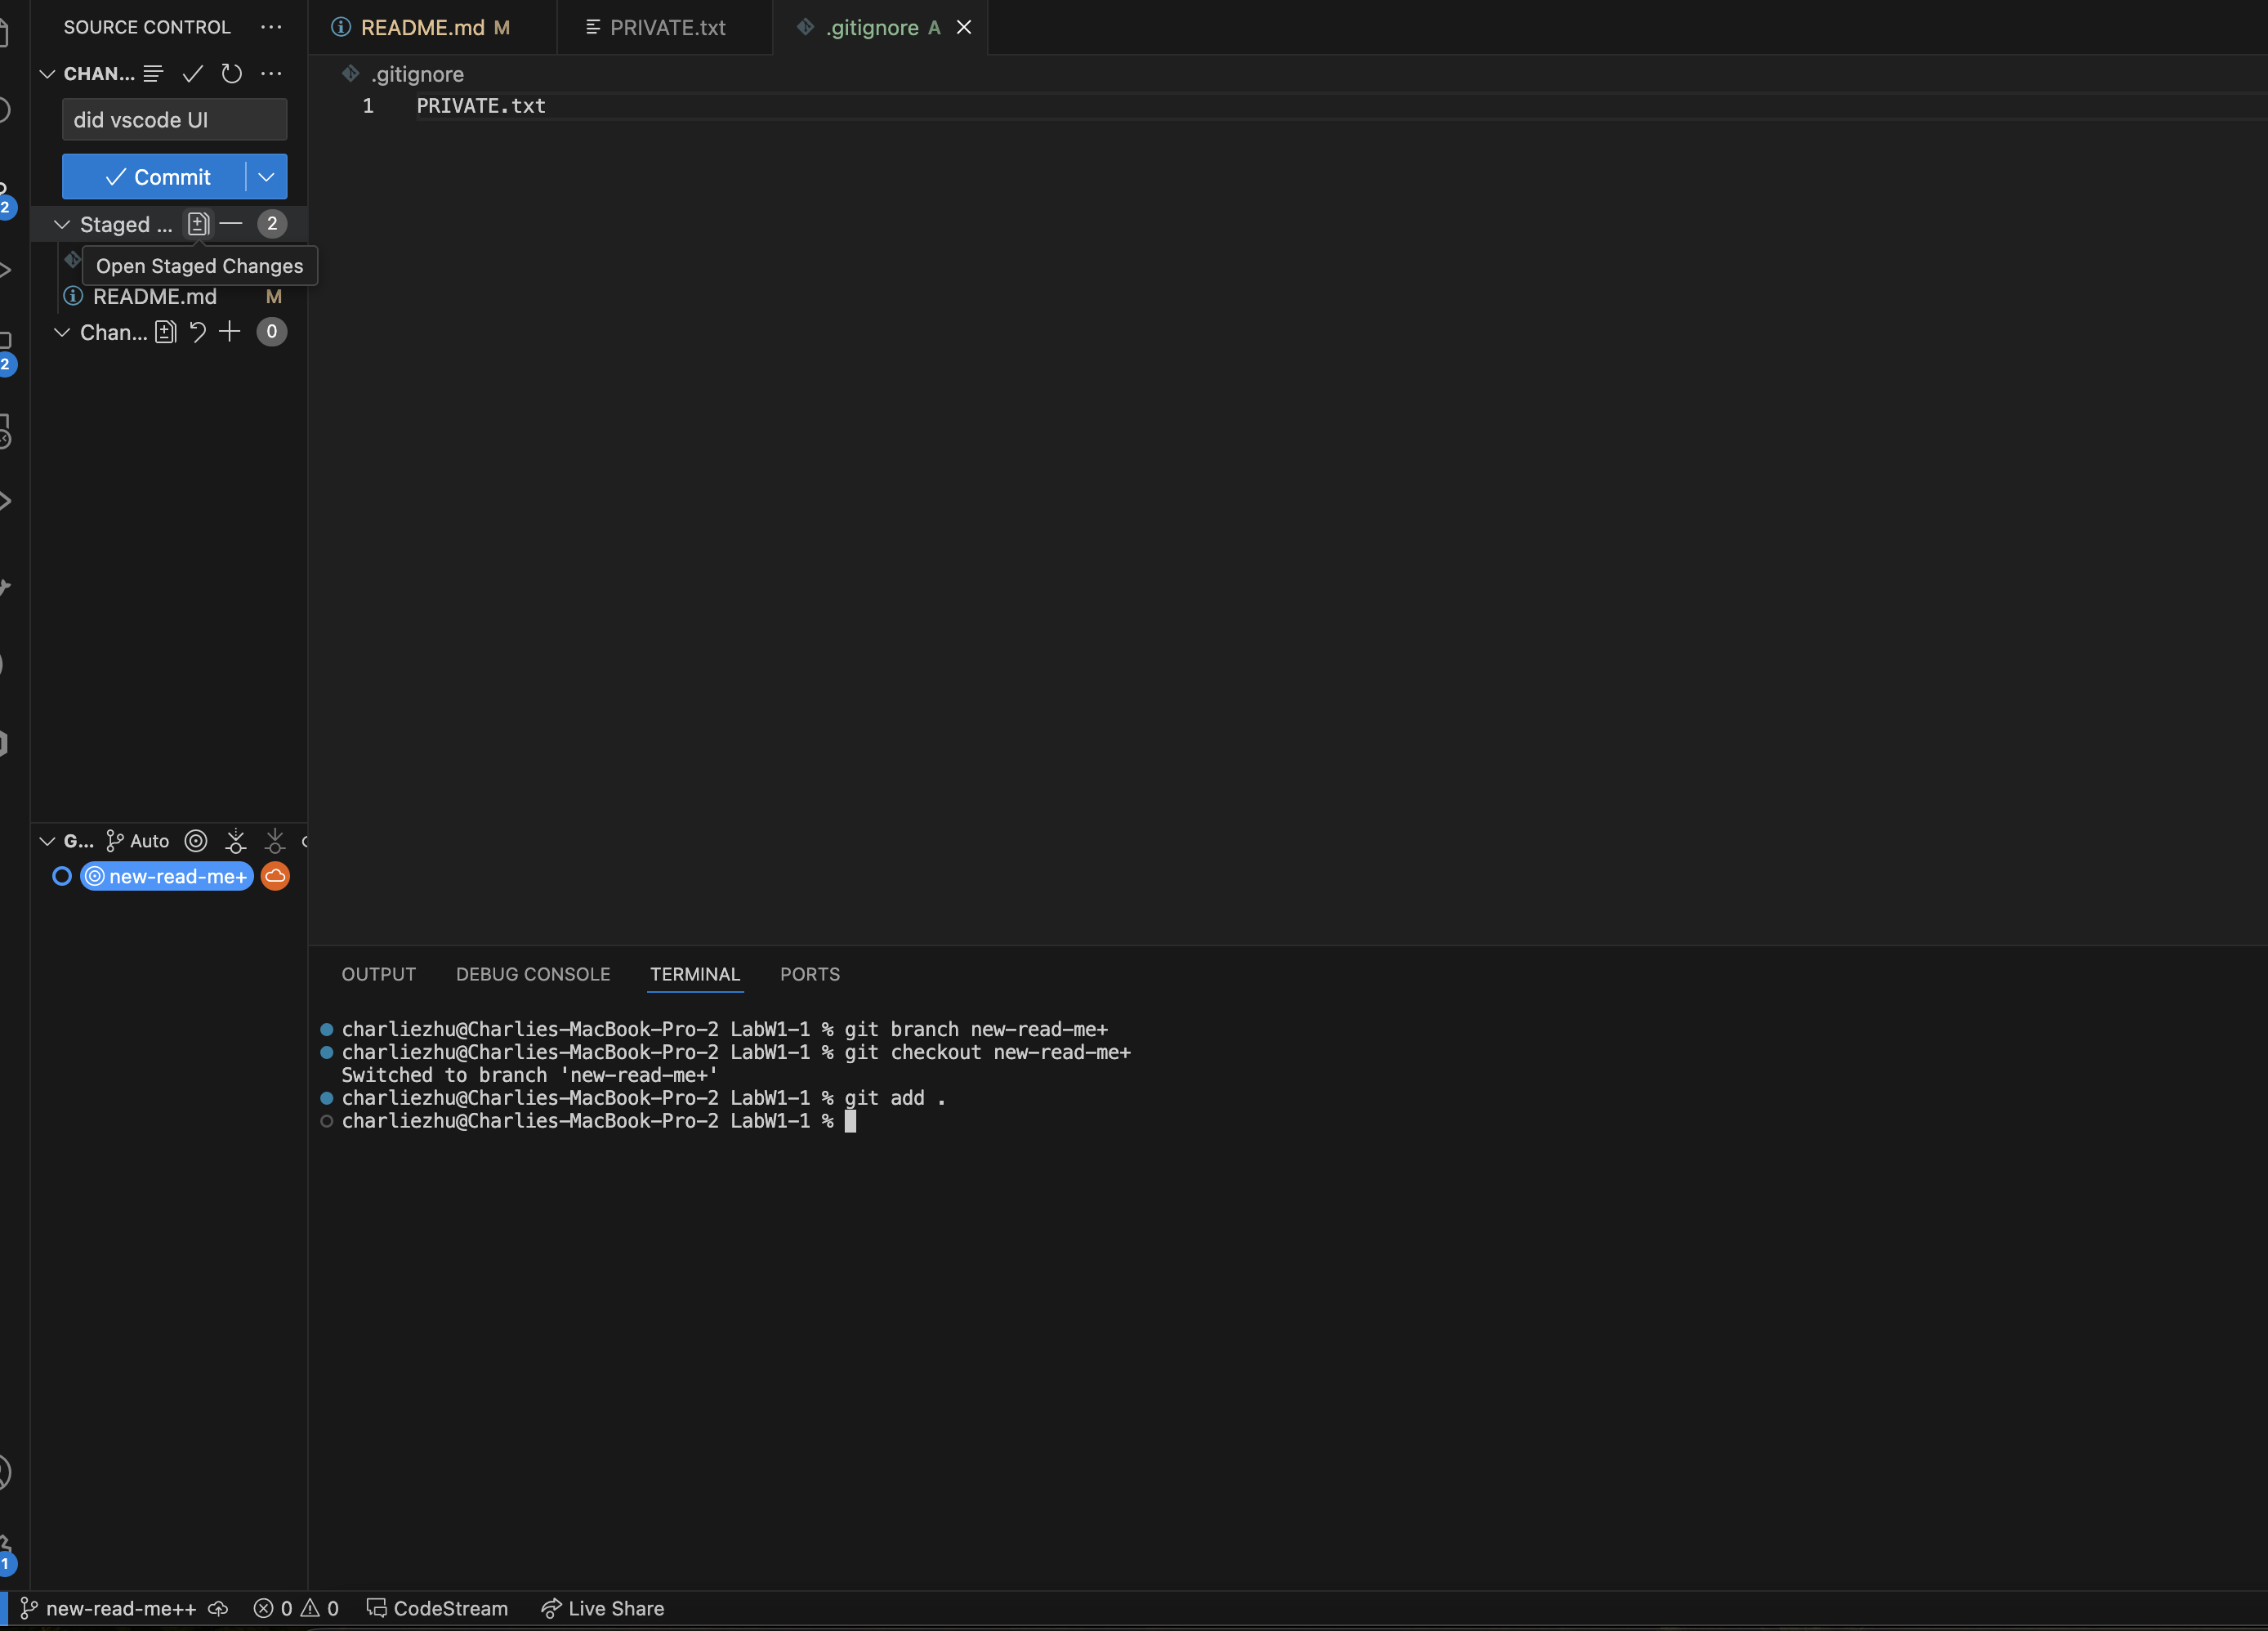 SOURCE CONTROL ...
README.md M
PRIVATE.txt
.gitignore A
CHAN...
.gitignore
1 PRIVATE.txt
did vscode UI
Commit
2
Staged ... 2
Open Staged Changes
README.md M
Chan... 0
2
G... Auto
new-read-me+
OUTPUT DEBUG CONSOLE TERMINAL PORTS
charliezhu@Charlies-MacBook-Pro-2 LabW1-1 % git branch new-read-me+
charliezhu@Charlies-MacBook-Pro-2 LabW1-1 % git checkout new-read-me+
Switched to branch 'new-read-me+'
charliezhu@Charlies-MacBook-Pro-2 LabW1-1 % git add .
charliezhu@Charlies-MacBook-Pro-2 LabW1-1 %
1
new-read-me++ 0 0 CodeStream Live Share